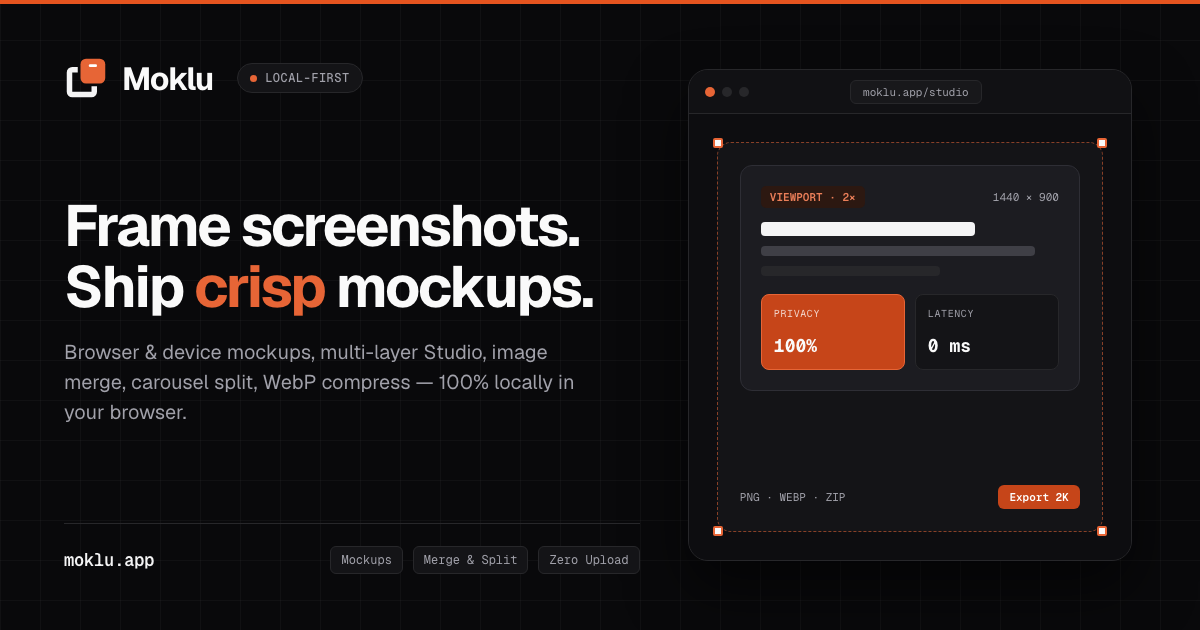 Moklu
LOCAL-FIRST
Frame screenshots.
Ship crisp mockups.
Browser & device mockups, multi-layer Studio, image
merge, carousel split, WebP compress — 100% locally in
your browser.
moklu.app
Mockups
Merge & Split
Zero Upload
moklu.app/studio
VIEWPORT · 2×
1440 × 900
PRIVACY
100%
LATENCY
0 ms
PNG · WEBP · ZIP
Export 2K